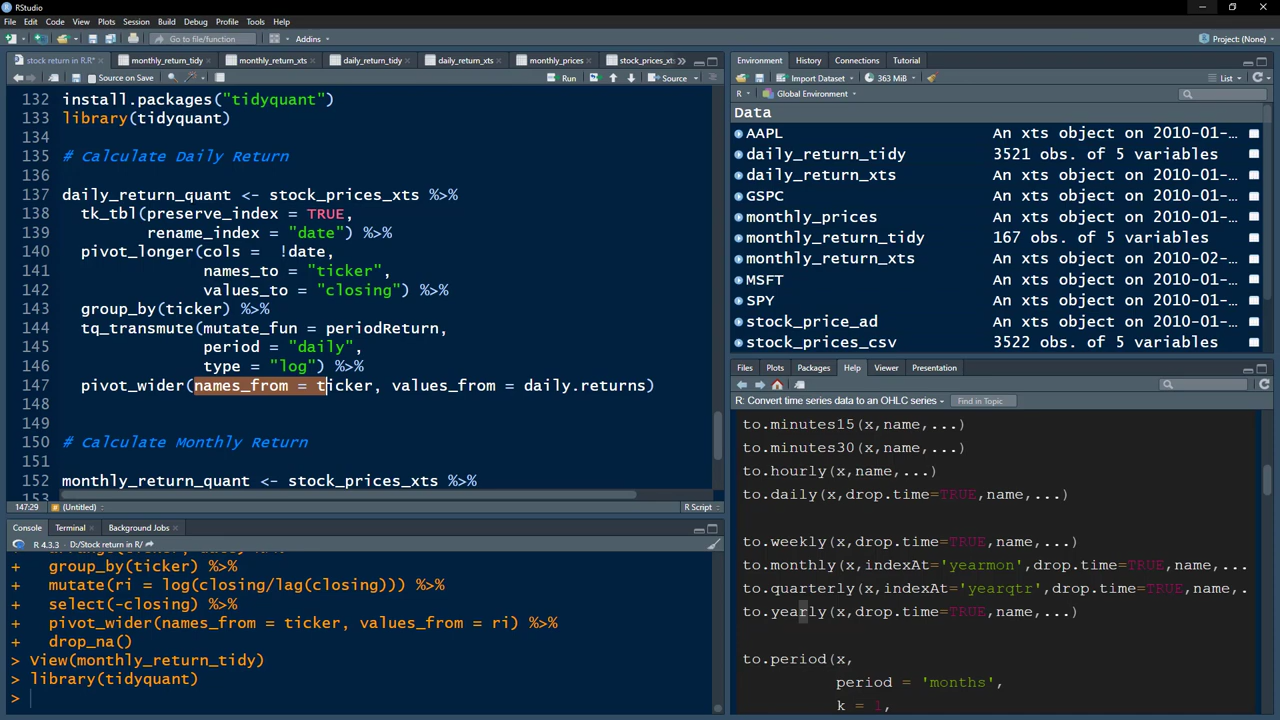 RStudio
File Edit Code View Plots Session Build Debug Profile Tools Help
Go to file/function
Addins
Project: (None)
stock return in R.R*
monthly_return_tidy
monthly_return_xts
daily_return_tidy
daily_return_xts
monthly_prices
stock_prices_xts
Source on Save
Run
Source
132 install.packages("tidyquant")
133 library(tidyquant)
134
135 # Calculate Daily Return
136
137 daily_return_quant <- stock_prices_xts %>%
138 tk_tbl(preserve_index = TRUE,
139 rename_index = "date") %>%
140 pivot_longer(cols = !date,
141 names_to = "ticker",
142 values_to = "closing") %>%
143 group_by(ticker) %>%
144 tq_transmute(mutate_fun = periodReturn,
145 period = "daily",
146 type = "log") %>%
147 pivot_wider(names_from = ticker, values_from = daily.returns)
148
149
150 # Calculate Monthly Return
151
152 monthly_return_quant <- stock_prices_xts %>%
153
147:29 (Untitled) R Script
Console Terminal Background Jobs
R 4.3.3 D:/Stock return in R/
+ group_by(ticker) %>%
+ mutate(ri = log(closing/lag(closing))) %>%
+ select(-closing) %>%
+ pivot_wider(names_from = ticker, values_from = ri) %>%
+ drop_na()
> View(monthly_return_tidy)
> library(tidyquant)
>
Environment History Connections Tutorial
Import Dataset 363 MiB List
R Global Environment
Data
AAPL An xts object on 2010-01-...
daily_return_tidy 3521 obs. of 5 variables
daily_return_xts An xts object on 2010-01-...
GSPC An xts object on 2010-01-...
monthly_prices An xts object on 2010-01-...
monthly_return_tidy 167 obs. of 5 variables
monthly_return_xts An xts object on 2010-02-...
MSFT An xts object on 2010-01-...
SPY An xts object on 2010-01-...
stock_price_ad An xts object on 2010-01-...
stock_prices_csv An xts object on 2010-01-...
Files Plots Packages Help Viewer Presentation
R: Convert time series data to an OHLC series Find in Topic
to.minutes15(x,name,...)
to.minutes30(x,name,...)
to.hourly(x,name,...)
to.daily(x,drop.time=TRUE,name,...)
to.weekly(x,drop.time=TRUE,name,...)
to.monthly(x,indexAt='yearmon',drop.time=TRUE,name,...
to.quarterly(x,indexAt='yearqtr',drop.time=TRUE,name,.
to.yearly(x,drop.time=TRUE,name,...)
to.period(x,
period = 'months',
k = 1,